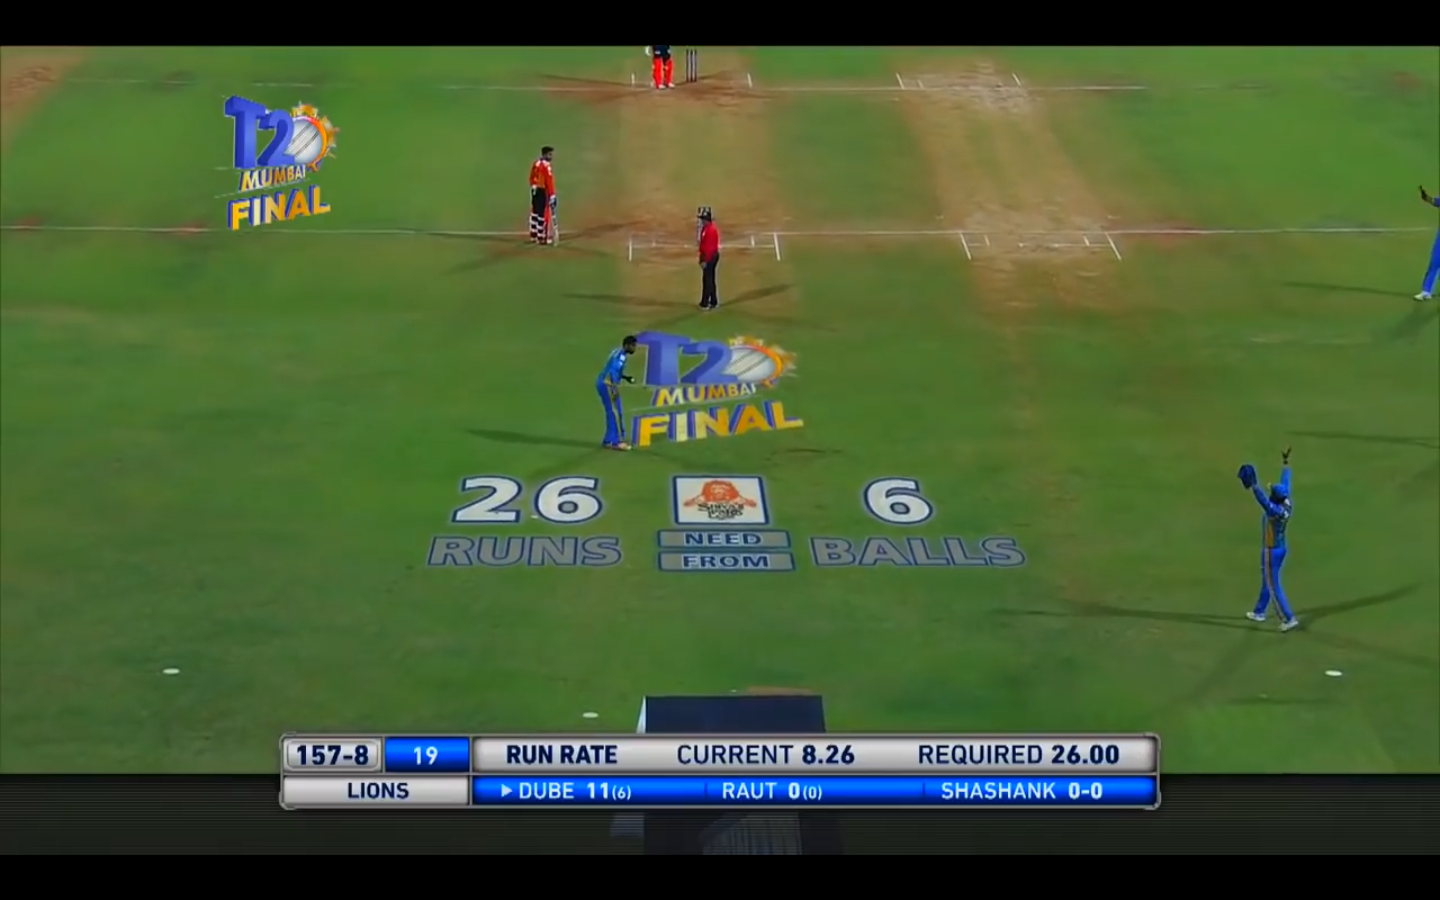 T20
MUMBAI
FINAL
T20
MUMBAI
FINAL
26 6
RUNS NEED BALLS
FROM
157-8 19 RUN RATE CURRENT 8.26 REQUIRED 26.00
LIONS DUBE 11(6) RAUT 0(0) SHASHANK 0-0